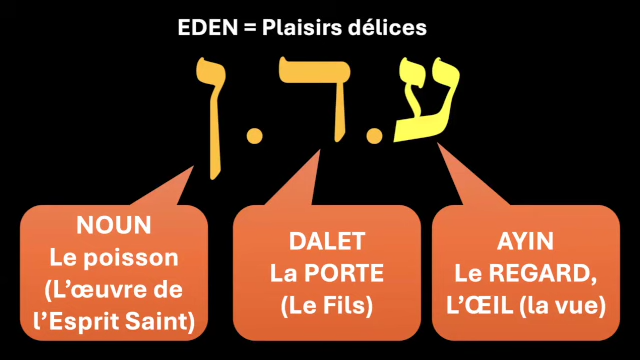 EDEN = Plaisirs délices
ע.ד.ן
NOUN
Le poisson
(L’œuvre de
l’Esprit Saint)
DALET
La PORTE
(Le Fils)
AYIN
Le REGARD,
L’ŒIL (la vue)